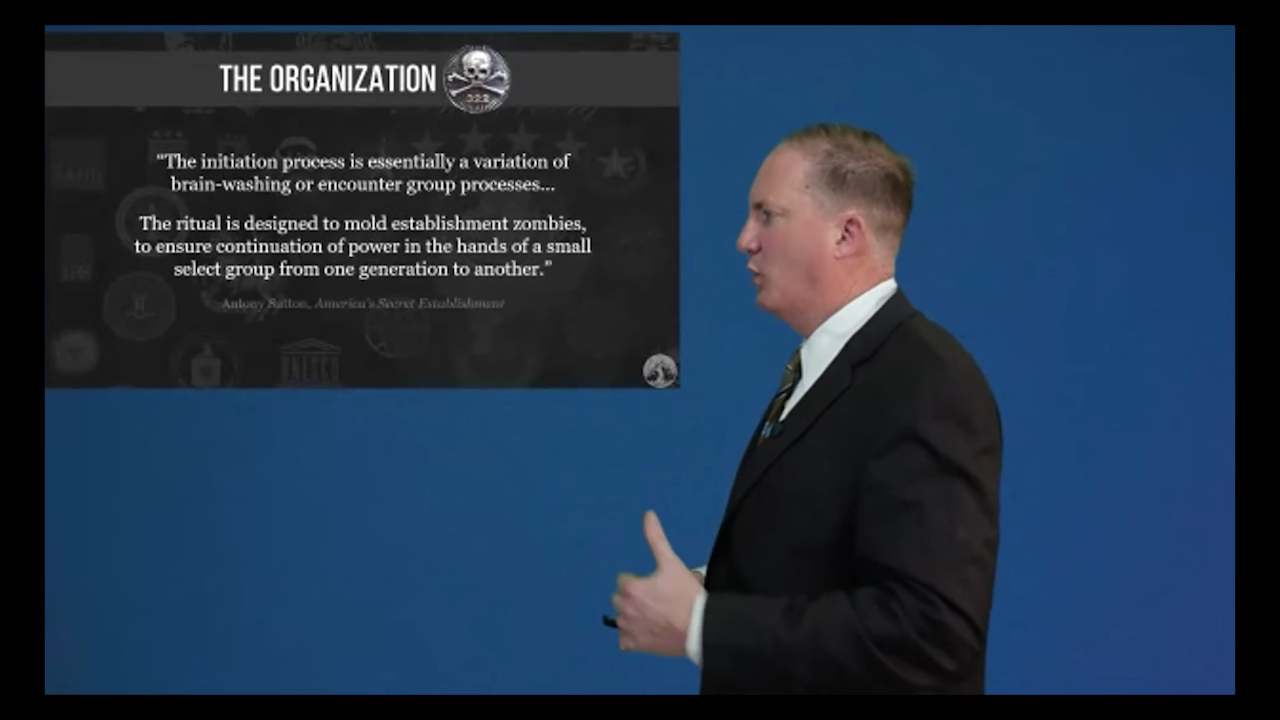 THE ORGANIZATION
322
"The initiation process is essentially a variation of
brain-washing or encounter group processes...
The ritual is designed to mold establishment zombies,
to ensure continuation of power in the hands of a small
select group from one generation to another."
Antony Sutton, America's Secret Establishment
UNICEF